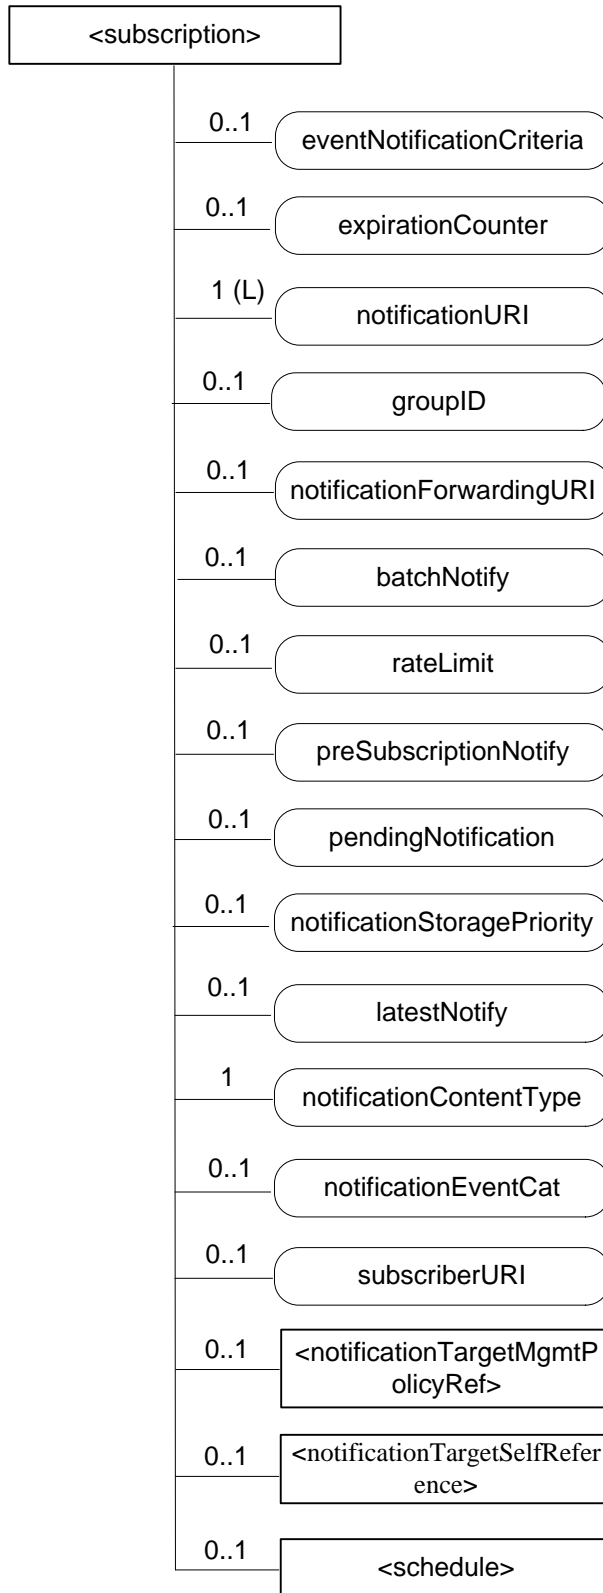 <subscription>
0..1
eventNotificationCriteria
0..1
expirationCounter
1 (L)
notificationURI
0..1
groupID
0..1
notificationForwardingURI
0..1
batchNotify
0..1
rateLimit
0..1
preSubscriptionNotify
0..1
pendingNotification
0..1
notificationStoragePriority
0..1
latestNotify
1
notificationContentType
0..1
notificationEventCat
0..1
subscriberURI
0..1
<notificationTargetMgmtP
olicyRef>
0..1
<notificationTargetSelfRefer
ence>
0..1
<schedule>